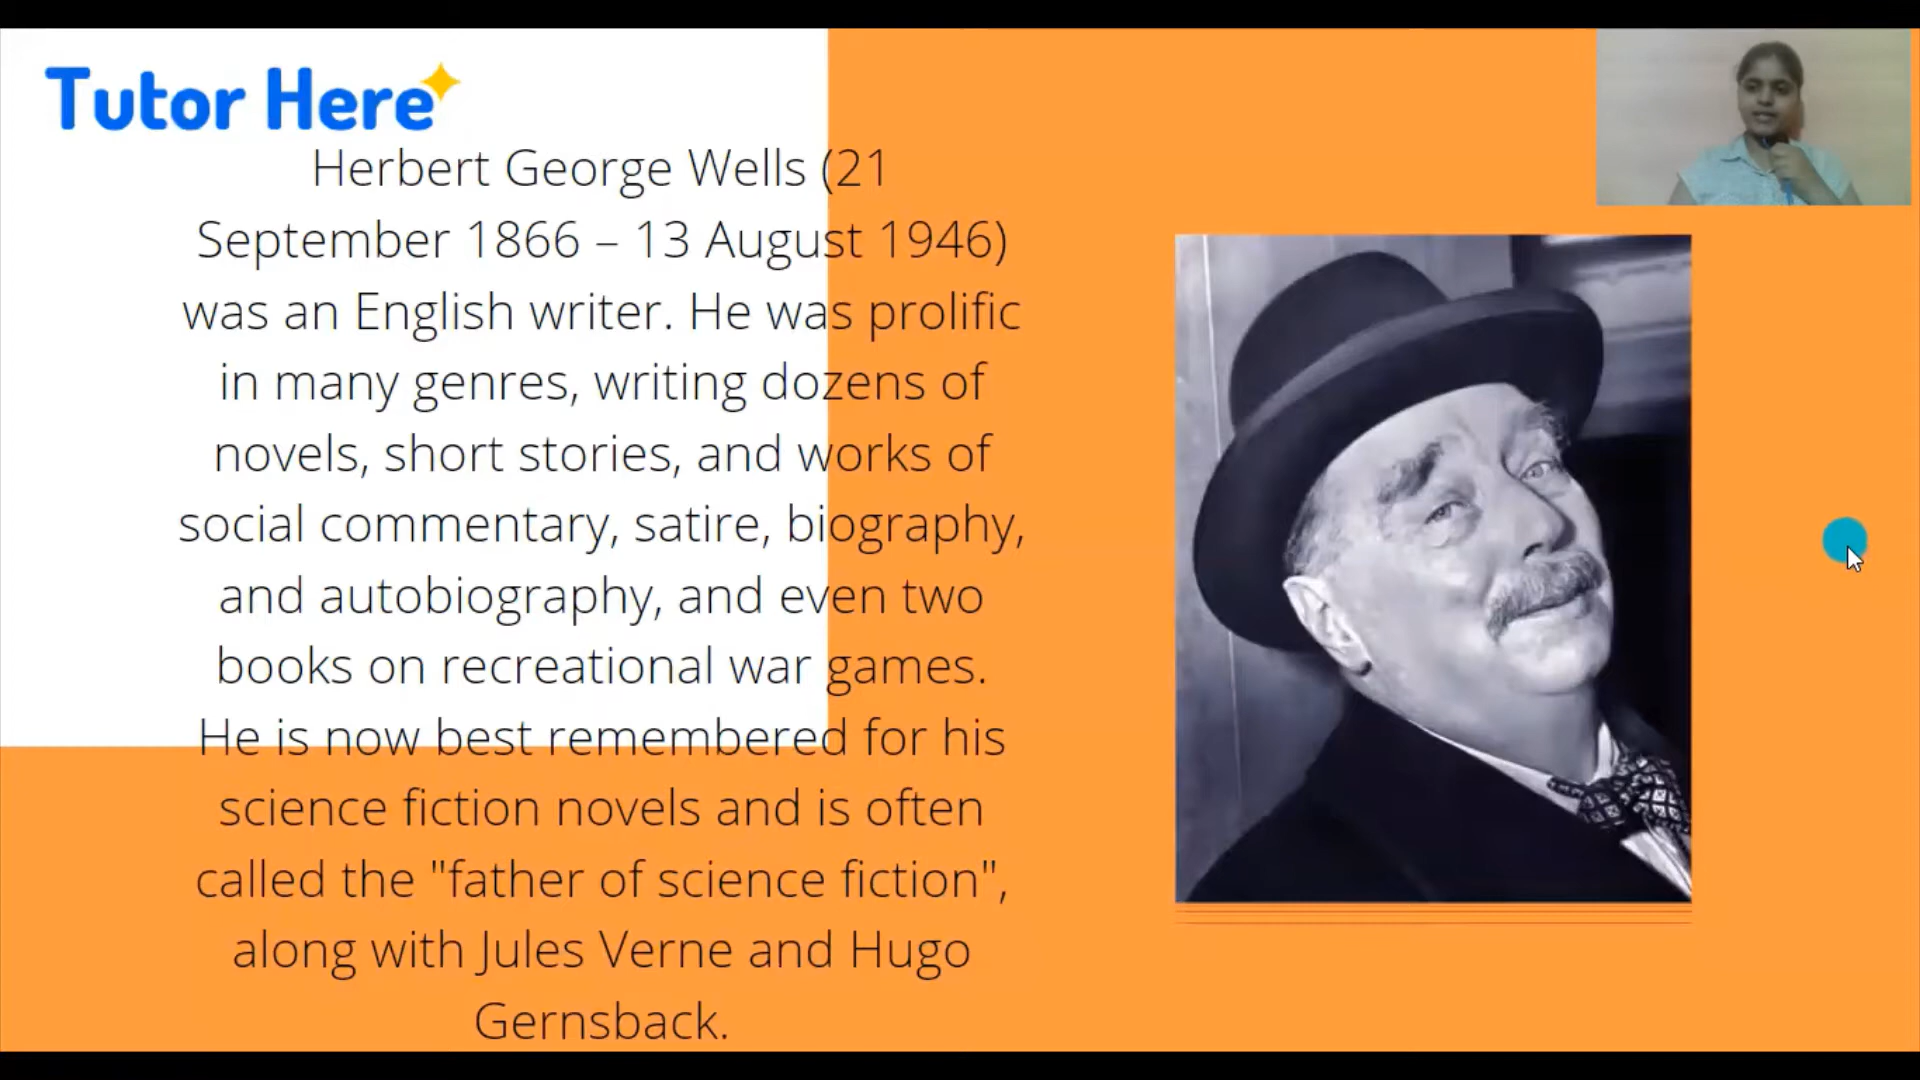 Tutor Here
Herbert George Wells (21
September 1866 – 13 August 1946)
was an English writer. He was prolific
in many genres, writing dozens of
novels, short stories, and works of
social commentary, satire, biography,
and autobiography, and even two
books on recreational war games.
He is now best remembered for his
science fiction novels and is often
called the "father of science fiction",
along with Jules Verne and Hugo
Gernsback.